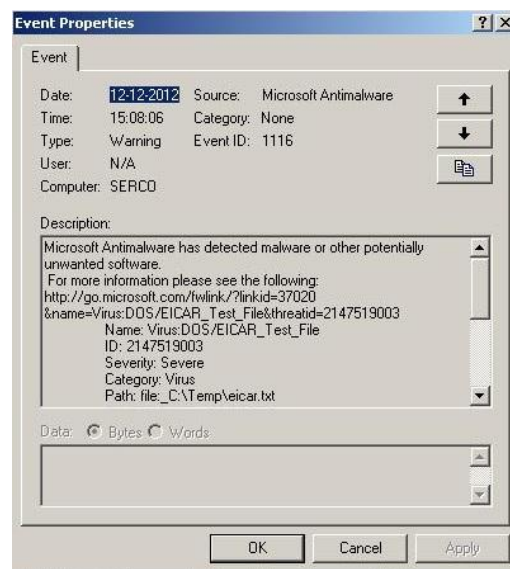 Event Properties
Event
Date: 12-12-2012 Source: Microsoft Antimalware
Time: 15:08:06 Category: None
Type: Warning Event ID: 1116
User: N/A
Computer: SERCO
Description:
Microsoft Antimalware has detected malware or other potentially
unwanted software.
For more information please see the following:
http://go.microsoft.com/fwlink/?linkid=37020
&name=Virus:DOS/EICAR_Test_File&threatid=2147519003
Name: Virus:DOS/EICAR_Test_File
ID: 2147519003
Severity: Severe
Category: Virus
Path: file:_C:\Temp\eicar.txt
Data: Bytes Words
OK Cancel Apply